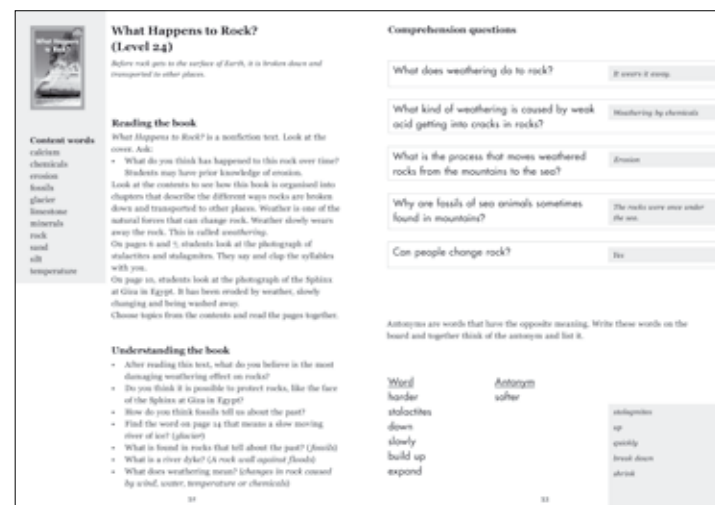 What Happens to Rock?
What Happens to Rock?
(Level 24)
Before rock gets to the surface of Earth, it is broken down and
transported to other places.
Content words
calcium
chemicals
erosion
fossils
glacier
limestone
minerals
rock
sand
silt
temperature
Reading the book
What Happens to Rock? is a nonfiction text. Look at the
cover. Ask:
• What do you think has happened to this rock over time?
Students may have prior knowledge of erosion.
Look at the contents to see how this book is organised into
chapters that describe the different ways rocks are broken
down and transported to other places. Weather is one of the
natural forces that can change rock. Weather slowly wears
away the rock. This is called weathering.
On pages 6 and 7, students look at the photograph of
stalactites and stalagmites. They say and clap the syllables
with you.
On page 10, students look at the photograph of the Sphinx
at Giza in Egypt. It has been eroded by weather, slowly
changing and being washed away.
Choose topics from the contents and read the pages together.
Understanding the book
• After reading this text, what do you believe is the most
damaging weathering effect on rocks?
• Do you think it is possible to protect rocks, like the face
of the Sphinx at Giza in Egypt?
• How do you think fossils tell us about the past?
• Find the word on page 14 that means a slow moving
river of ice? (glacier)
• What is found in rocks that tell about the past? (fossils)
• What is a river dyke? (A rock wall against floods)
• What does weathering mean? (changes in rock caused
by wind, water, temperature or chemicals)
Comprehension questions
What does weathering do to rock?
It wears it away.
What kind of weathering is caused by weak
acid getting into cracks in rocks?
Weathering by chemicals
What is the process that moves weathered
rocks from the mountains to the sea?
Erosion
Why are fossils of sea animals sometimes
found in mountains?
The rocks were once under
the sea.
Can people change rock?
Yes
Antonyms are words that have the opposite meaning. Write these words on the
board and together think of the antonym and list it.
Word Antonym
harder softer
stalactites stalagmites
down up
slowly quickly
build up break down
expand shrink